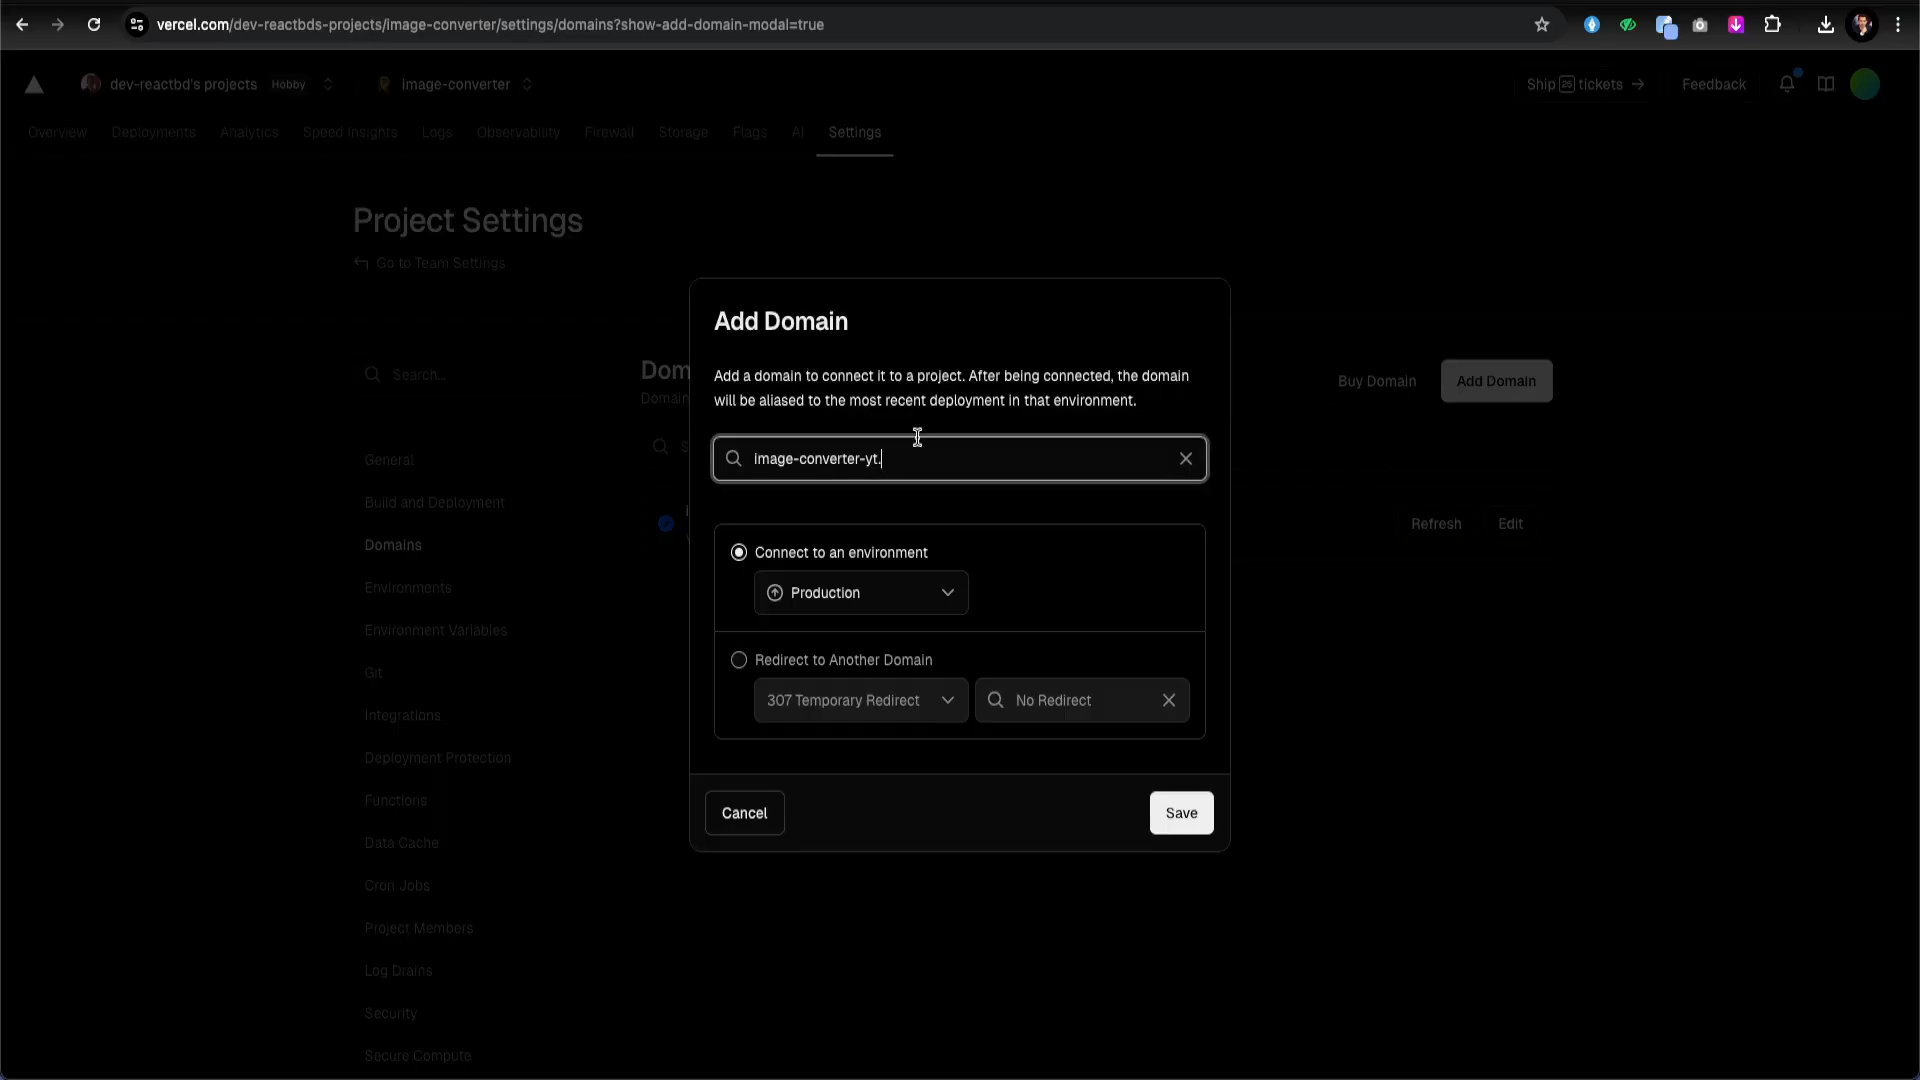 vercel.com/dev-reactbds-projects/image-converter/settings/domains?show-add-domain-modal=true
dev-reactbd's projects Hobby image-converter Ship 25 tickets → Feedback
Overview Deployments Analytics Speed Insights Logs Observability Firewall Storage Flags AI Settings
Project Settings
Go to Team Settings
Search...
General
Build and Deployment
Domains
Environments
Environment Variables
Git
Integrations
Deployment Protection
Functions
Data Cache
Cron Jobs
Project Members
Log Drains
Security
Secure Compute
Dom
Domain
S
Buy Domain Add Domain
Refresh Edit
Add Domain
Add a domain to connect it to a project. After being connected, the domain
will be aliased to the most recent deployment in that environment.
image-converter-yt.
Connect to an environment
Production
Redirect to Another Domain
307 Temporary Redirect No Redirect
Cancel Save